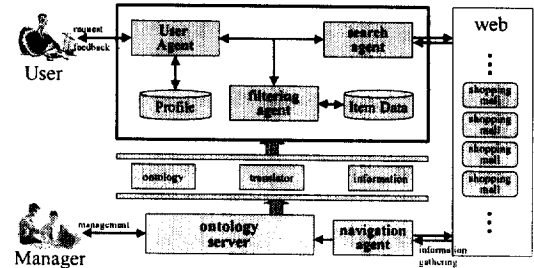 request
feedback
User
User
Agent
search
agent
Profile
filtering
agent
Item Data
web
shopping
mall
shopping
mall
shopping
mall
shopping
mall
ontology
translator
information
management
Manager
ontology
server
navigation
agent
information
gathering